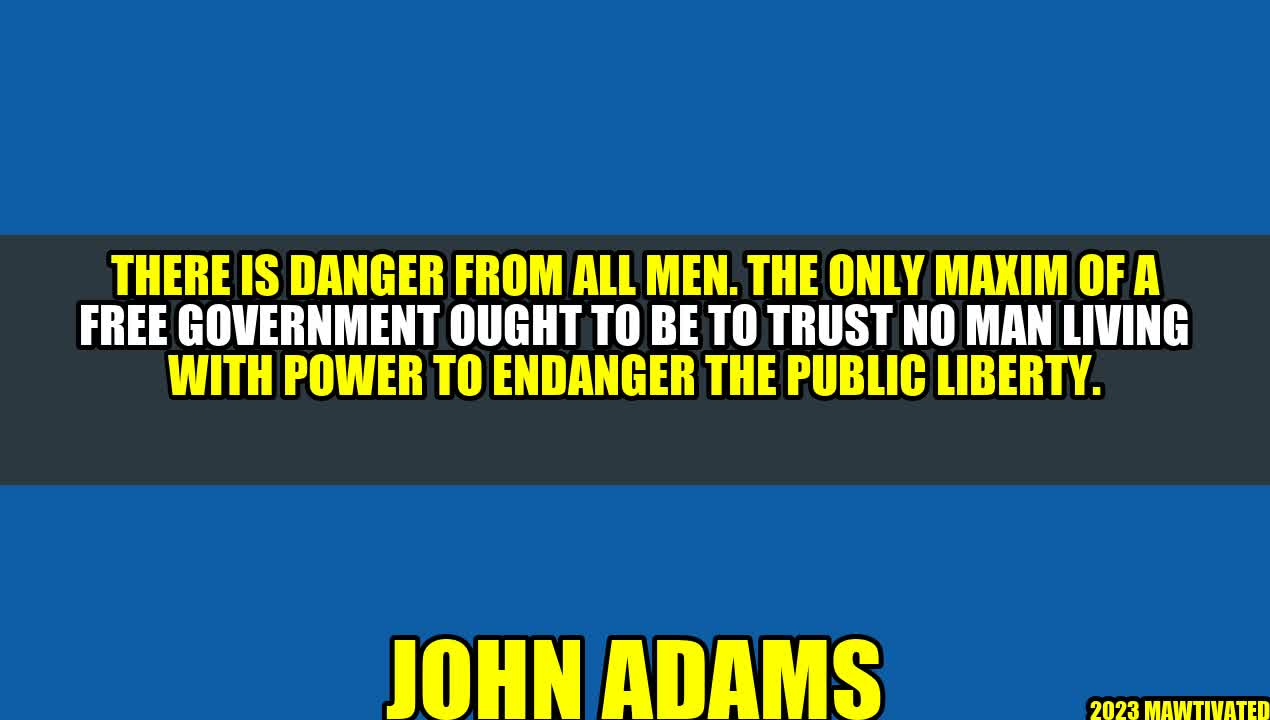 THERE IS DANGER FROM ALL MEN. THE ONLY MAXIM OF A
FREE GOVERNMENT OUGHT TO BE TO TRUST NO MAN LIVING
WITH POWER TO ENDANGER THE PUBLIC LIBERTY.
JOHN ADAMS
2023 MAWTIVATED